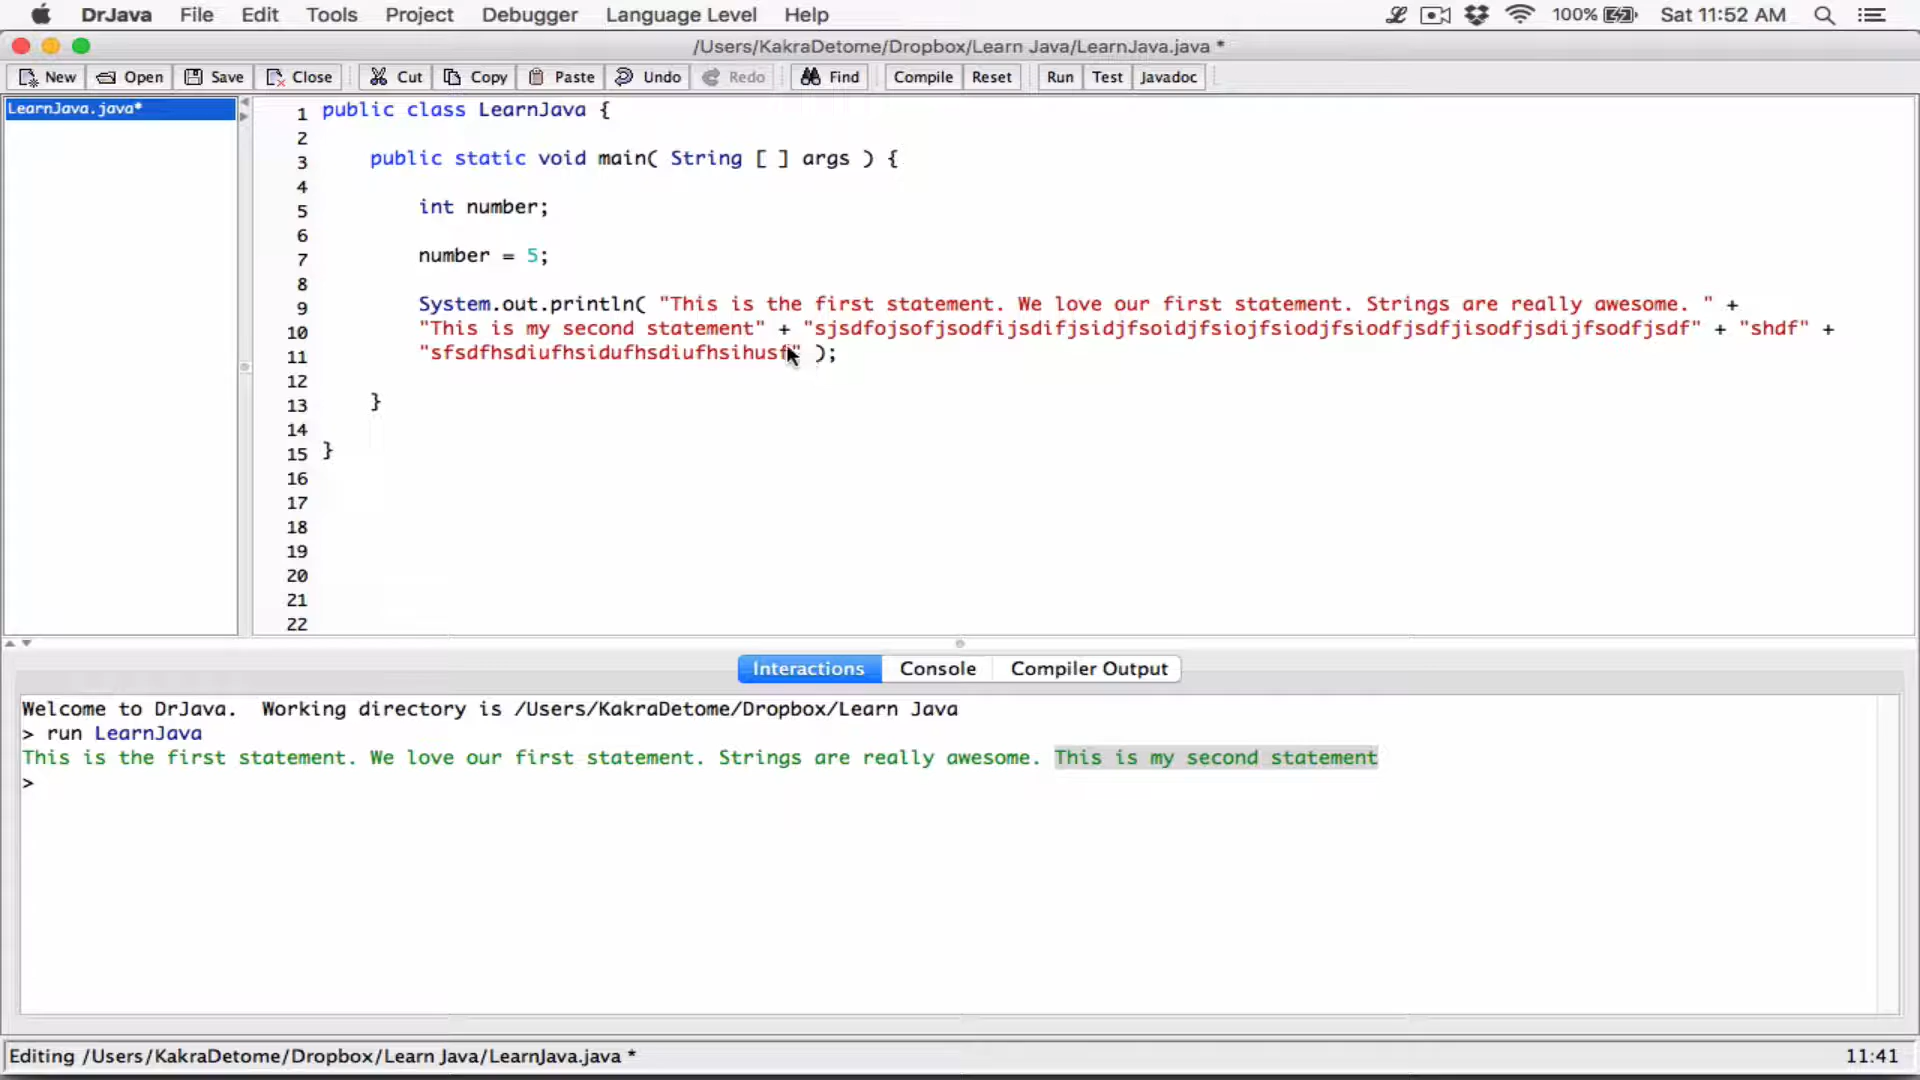 DrJava File Edit Tools Project Debugger Language Level Help 100% Sat 11:52 AM
/Users/KakraDetome/Dropbox/Learn Java/LearnJava.java *
New Open Save Close Cut Copy Paste Undo Redo Find Compile Reset Run Test Javadoc
LearnJava.java*
1 public class LearnJava {
2
3 public static void main( String [ ] args ) {
4
5 int number;
6
7 number = 5;
8
9 System.out.println( "This is the first statement. We love our first statement. Strings are really awesome. " +
10 "This is my second statement" + "sjsdfojsofjsodfijsdifjsidjfsoidjfsiojfsiodjfsiodfjsdfjisodfjsdijfsodfjsdf" + "shdf" +
11 "sfsdfhsdiufhsidufhsdiufhsihusf" );
12
13 }
14
15 }
16
17
18
19
20
21
22
Interactions Console Compiler Output
Welcome to DrJava. Working directory is /Users/KakraDetome/Dropbox/Learn Java
> run LearnJava
This is the first statement. We love our first statement. Strings are really awesome. This is my second statement
>
Editing /Users/KakraDetome/Dropbox/Learn Java/LearnJava.java * 11:41